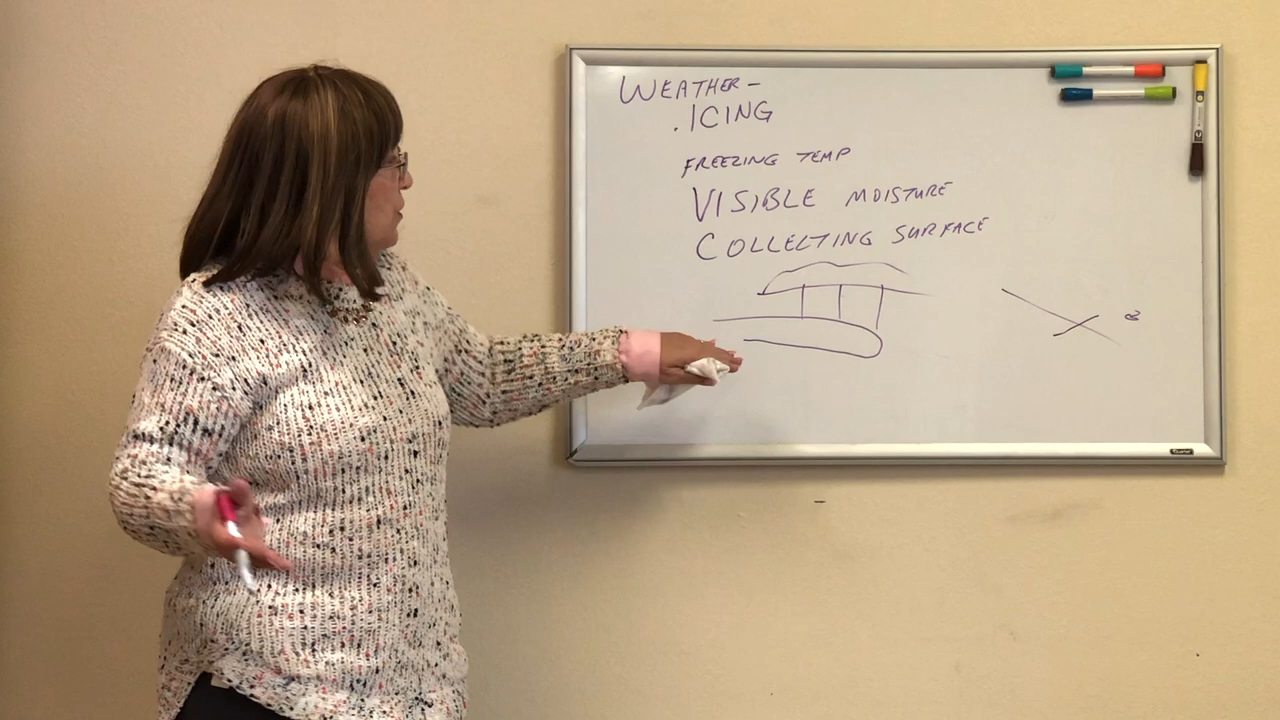 WEATHER -
. ICING
FREEZING TEMP
VISIBLE MOISTURE
COLLECTING SURFACE